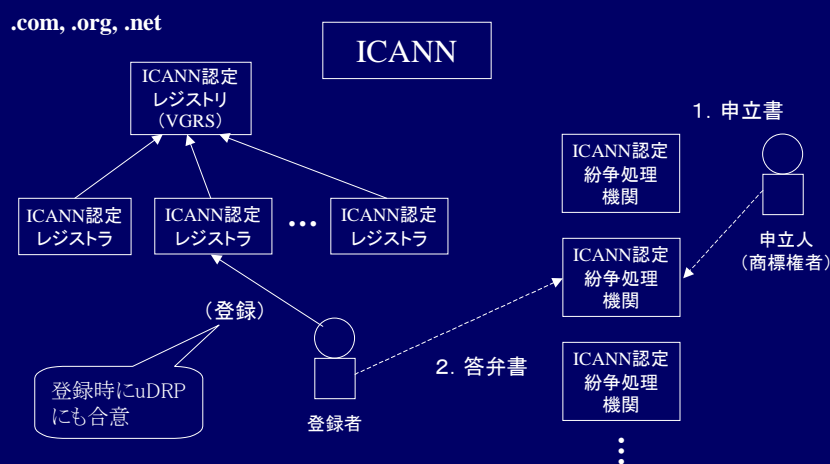 .com, .org, .net
ICANN
ICANN認定
レジストリ
（VGRS）
ICANN認定
レジストラ
ICANN認定
レジストラ
•••
ICANN認定
レジストラ
（登録）
登録時にuDRP
にも合意
登録者
1．申立書
申立人
（商標権者）
ICANN認定
紛争処理
機関
ICANN認定
紛争処理
機関
2．答弁書
ICANN認定
紛争処理
機関